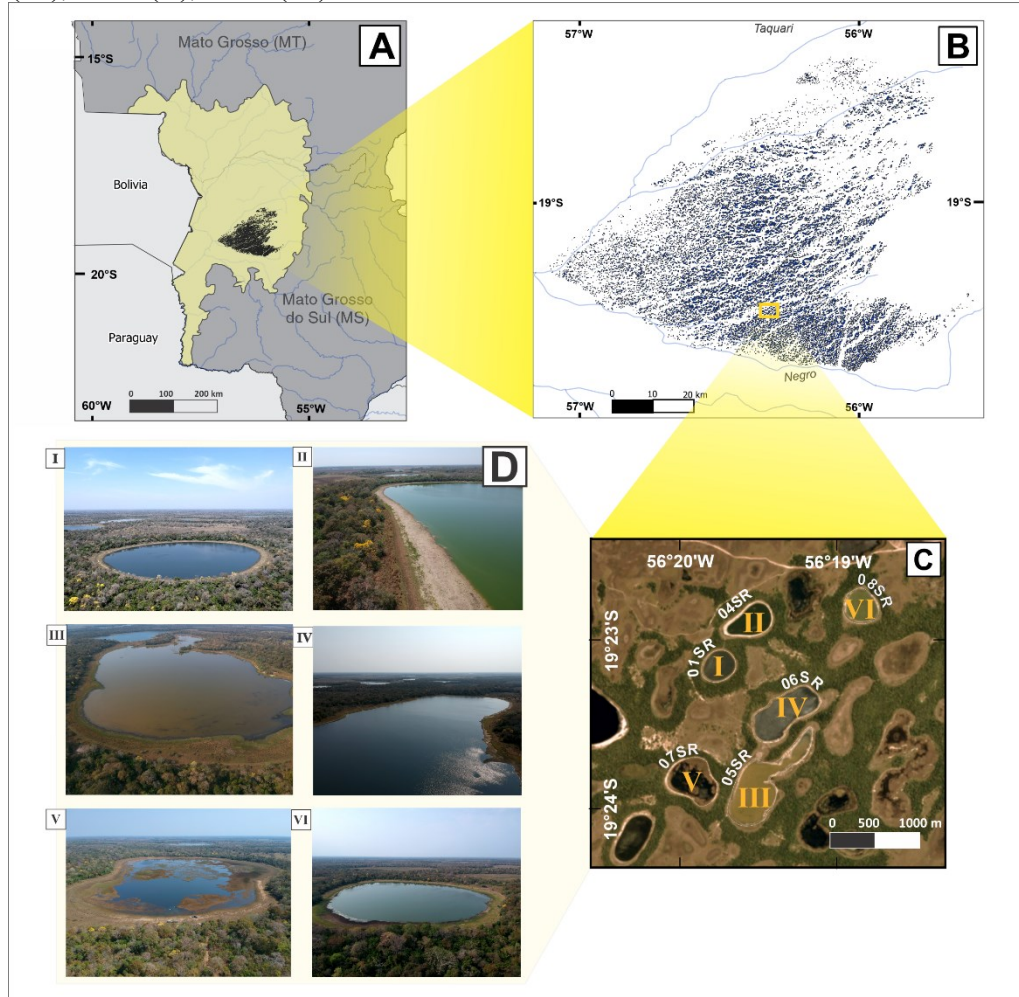 Mato Grosso (MT)
A
15°S
Bolivia
20°S
Mato Grosso
do Sul (MS)
Paraguay
0 100 200 km
60°W
55°W
57°W
56°W
Taquari
B
19°S
19°S
Negro
0 10 20 km
57°W
56°W
I
II
D
III
IV
V
VI
56°20'W
56°19'W
C
08SR
VI
04SR
II
19°23'S
01SR
I
06SR
IV
07SR
V
05SR
III
19°24'S
0 500 1000 m